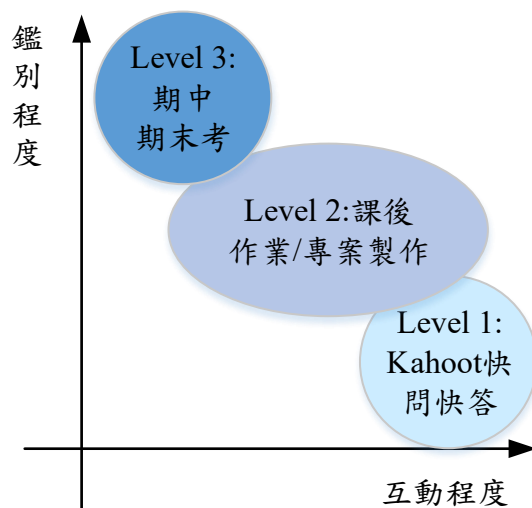 鑑別程度
Level 3:
期中
期末考
Level 2:課後
作業/專案製作
Level 1:
Kahoot快
問快答
互動程度